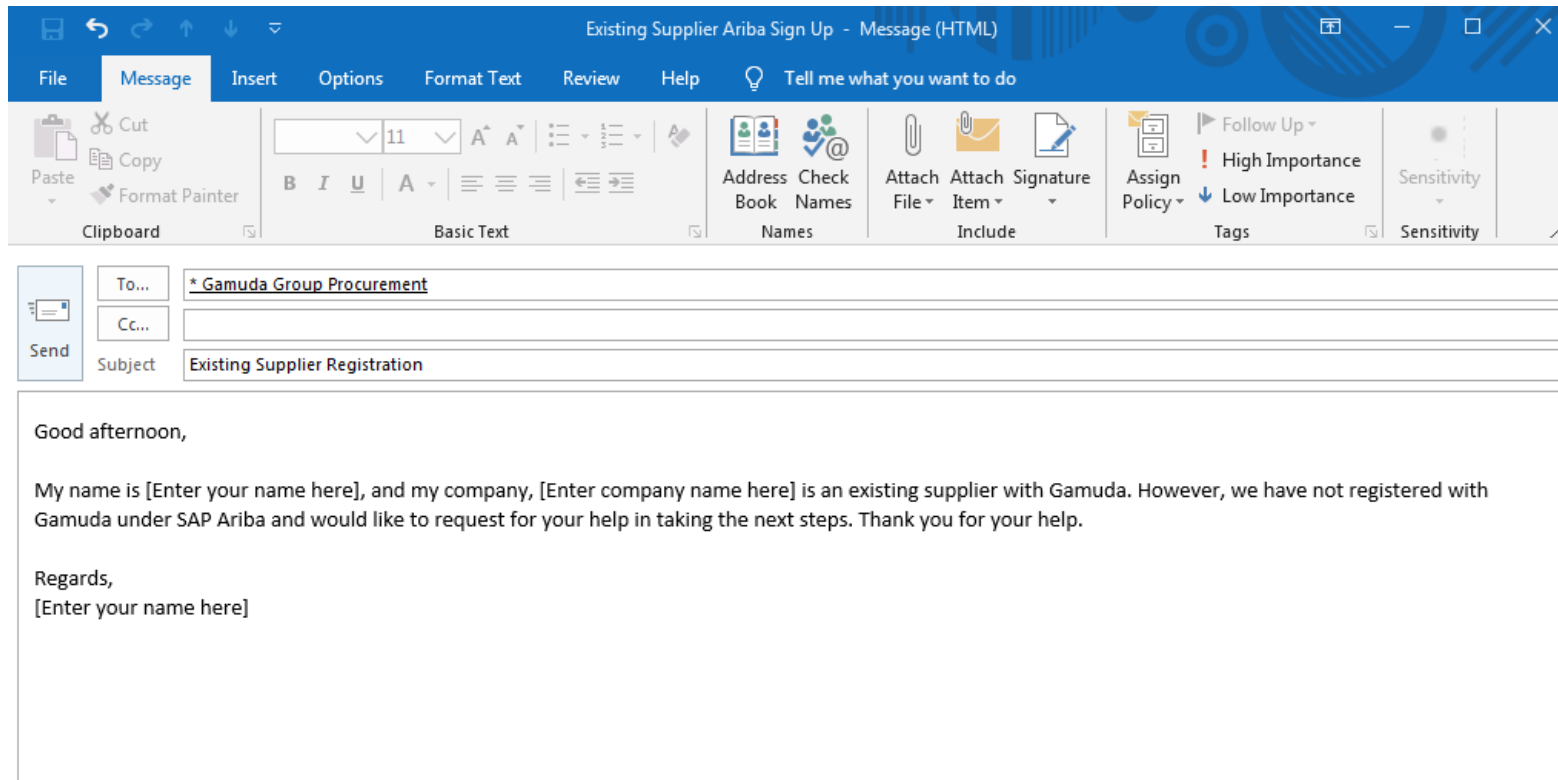 Existing Supplier Ariba Sign Up - Message (HTML)
File Message Insert Options Format Text Review Help Tell me what you want to do
Paste
Cut
Copy
Format Painter
Clipboard
11
B I U A
Basic Text
Address Book
Check Names
Names
Attach File
Attach Item
Signature
Include
Assign Policy
Follow Up
High Importance
Low Importance
Tags
Sensitivity
Sensitivity
Send
To... * Gamuda Group Procurement
Cc...
Subject Existing Supplier Registration
Good afternoon,
My name is [Enter your name here], and my company, [Enter company name here] is an existing supplier with Gamuda. However, we have not registered with
Gamuda under SAP Ariba and would like to request for your help in taking the next steps. Thank you for your help.
Regards,
[Enter your name here]